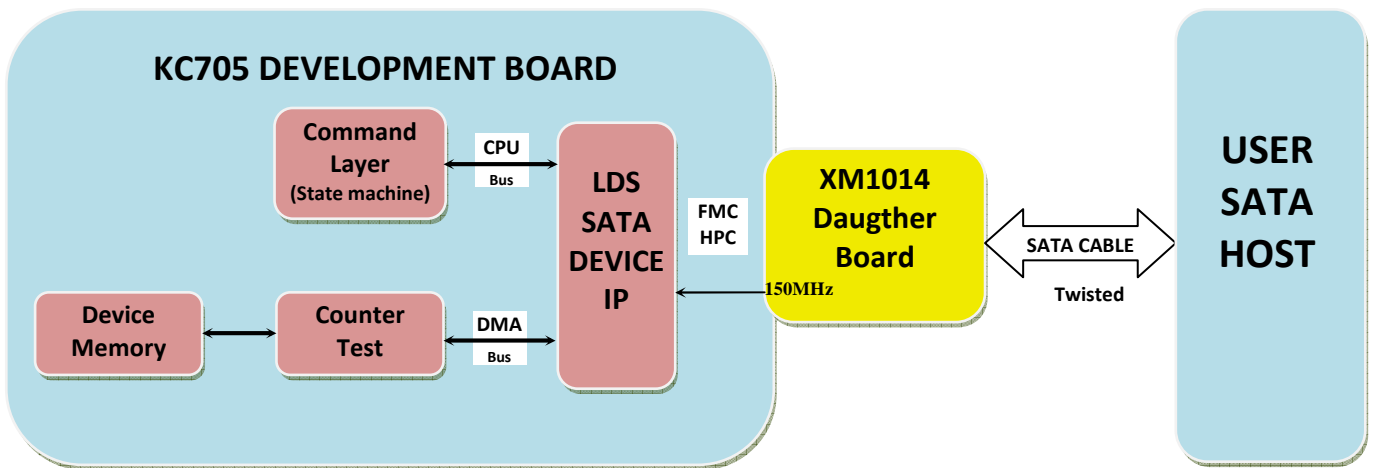 KC705 DEVELOPMENT BOARD
Command
Layer
(State machine)
CPU
Bus
LDS
SATA
DEVICE
IP
Device
Memory
Counter
Test
DMA
Bus
FMC
HPC
150MHz
XM1014
Daugther
Board
SATA CABLE
Twisted
USER
SATA
HOST